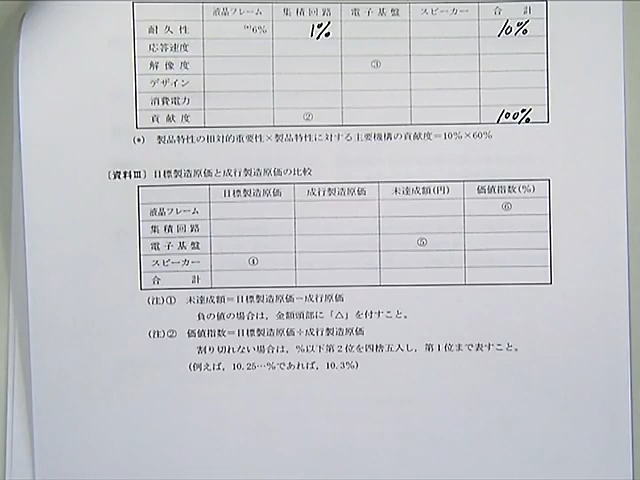 液晶フレーム 集積回路 電子基盤 スピーカー 合計
耐久性 (*)6% 1% 10%
応答速度
解像度 ③
デザイン
消費電力
貢献度 ② 100%
(*) 製品特性の相対的重要性×製品特性に対する主要機構の貢献度=10%×60%
〔資料Ⅲ〕目標製造原価と成行製造原価の比較
目標製造原価 成行製造原価 未達成額(円) 価値指数(%)
液晶フレーム ⑥
集積回路
電子基盤 ⑤
スピーカー ④
合計
(注)① 未達成額=目標製造原価-成行原価
負の値の場合は,金額頭部に「△」を付すこと。
(注)② 価値指数=目標製造原価÷成行製造原価
割り切れない場合は,%以下第2位を四捨五入し,第1位まで表すこと。
(例えば,10.25…%であれば,10.3%)